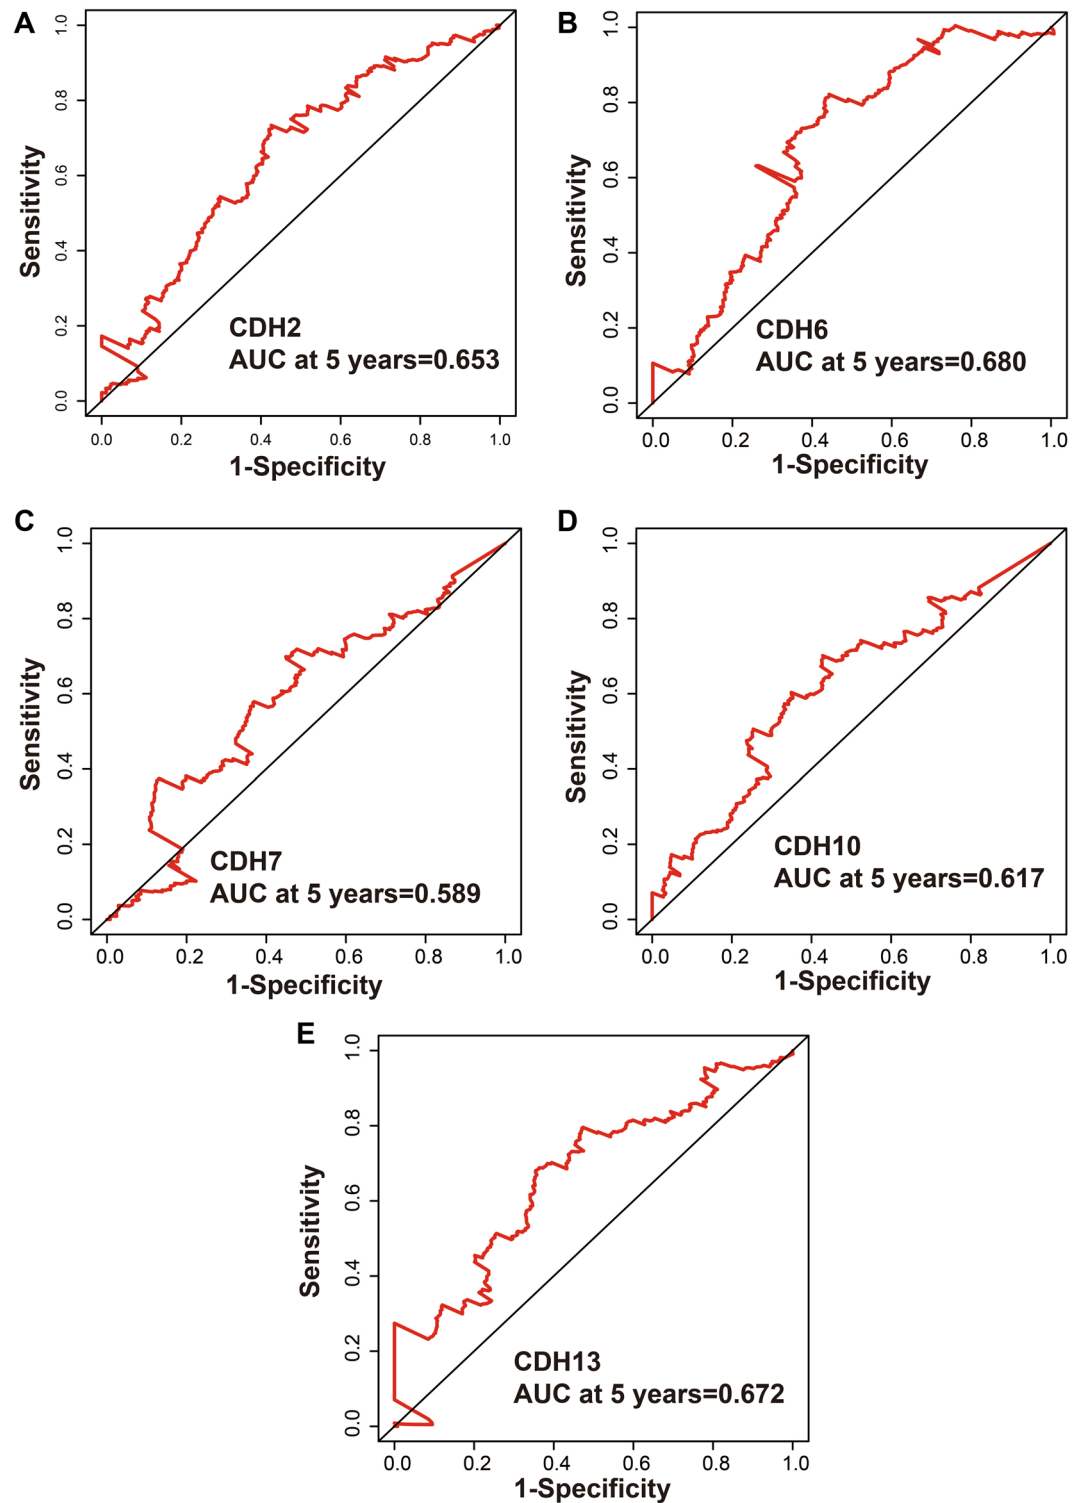 A
Sensitivity
1.0
0.8
0.6
0.4
0.2
0.0
CDH2
AUC at 5 years=0.653
0.0 0.2 0.4 0.6 0.8 1.0
1-Specificity
B
Sensitivity
1.0
0.8
0.6
0.4
0.2
0.0
CDH6
AUC at 5 years=0.680
0.0 0.2 0.4 0.6 0.8 1.0
1-Specificity
C
Sensitivity
1.0
0.8
0.6
0.4
0.2
0.0
CDH7
AUC at 5 years=0.589
0.0 0.2 0.4 0.6 0.8 1.0
1-Specificity
D
Sensitivity
1.0
0.8
0.6
0.4
0.2
0.0
CDH10
AUC at 5 years=0.617
0.0 0.2 0.4 0.6 0.8 1.0
1-Specificity
E
Sensitivity
1.0
0.8
0.6
0.4
0.2
0.0
CDH13
AUC at 5 years=0.672
0.0 0.2 0.4 0.6 0.8 1.0
1-Specificity